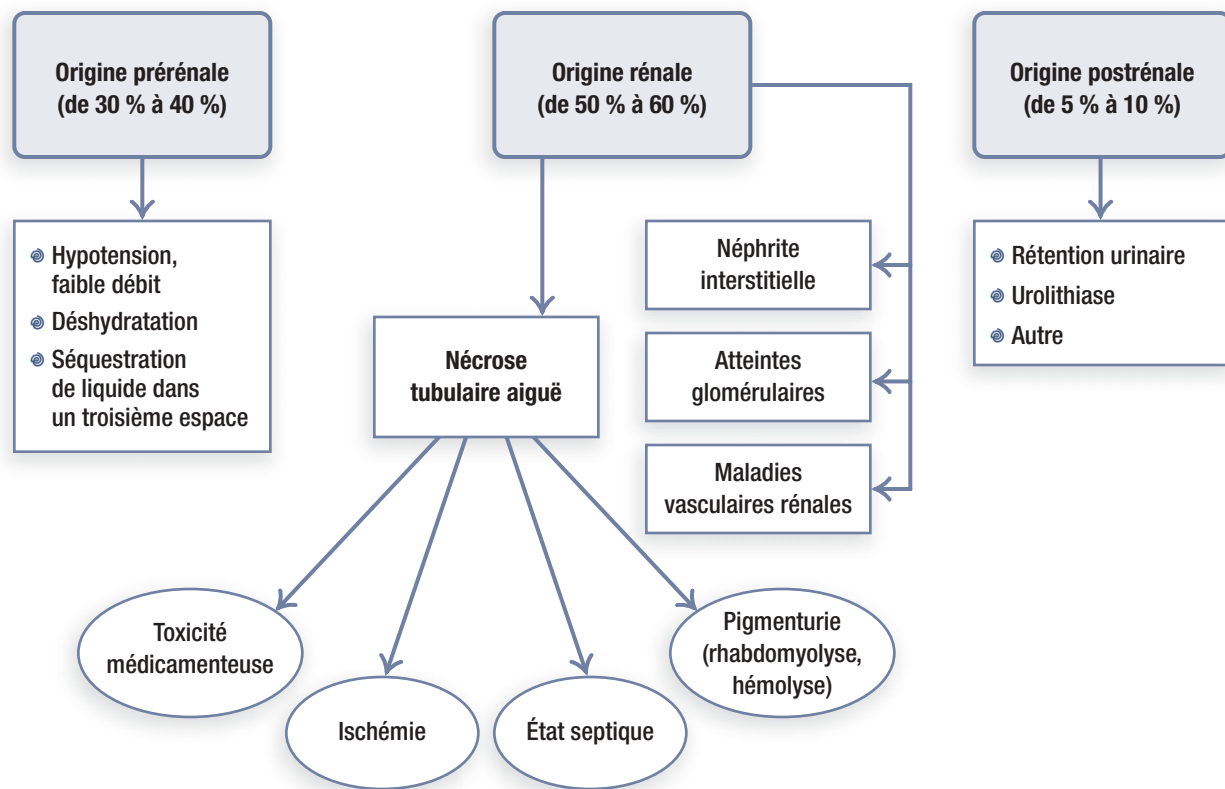 Origine prérénale
(de 30 % à 40 %)
Hypotension,
faible débit
Déshydratation
Séquestration
de liquide dans
un troisième espace
Origine rénale
(de 50 % à 60 %)
Nécrose
tubulaire aiguë
Néphrite
interstitielle
Atteintes
glomérulaires
Maladies
vasculaires rénales
Toxicité
médicamenteuse
Ischémie
État septique
Pigmenturie
(rhabdomyolyse,
hémolyse)
Origine postrénale
(de 5 % à 10 %)
Rétention urinaire
Urolithiase
Autre